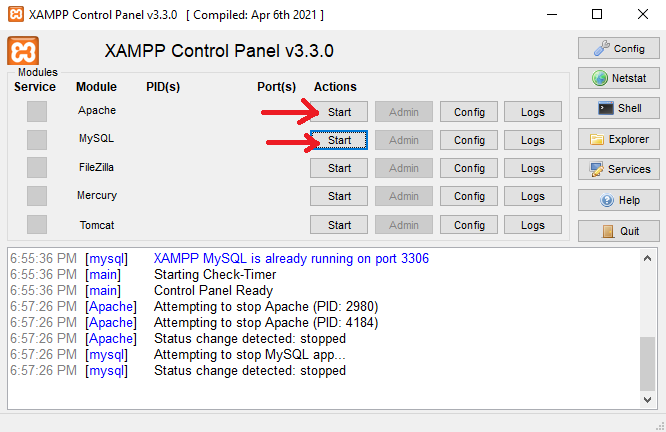 XAMPP Control Panel v3.3.0 [ Compiled: Apr 6th 2021 ]
XAMPP Control Panel v3.3.0
Config
Modules
Service Module PID(s) Port(s) Actions
Netstat
Apache Start Admin Config Logs
Shell
MySQL Start Admin Config Logs
Explorer
FileZilla Start Admin Config Logs
Services
Mercury Start Admin Config Logs
Help
Tomcat Start Admin Config Logs
Quit
6:55:36 PM [mysql] XAMPP MySQL is already running on port 3306
6:55:36 PM [main] Starting Check-Timer
6:55:36 PM [main] Control Panel Ready
6:57:26 PM [Apache] Attempting to stop Apache (PID: 2980)
6:57:26 PM [Apache] Attempting to stop Apache (PID: 4184)
6:57:26 PM [Apache] Status change detected: stopped
6:57:26 PM [mysql] Attempting to stop MySQL app...
6:57:26 PM [mysql] Status change detected: stopped